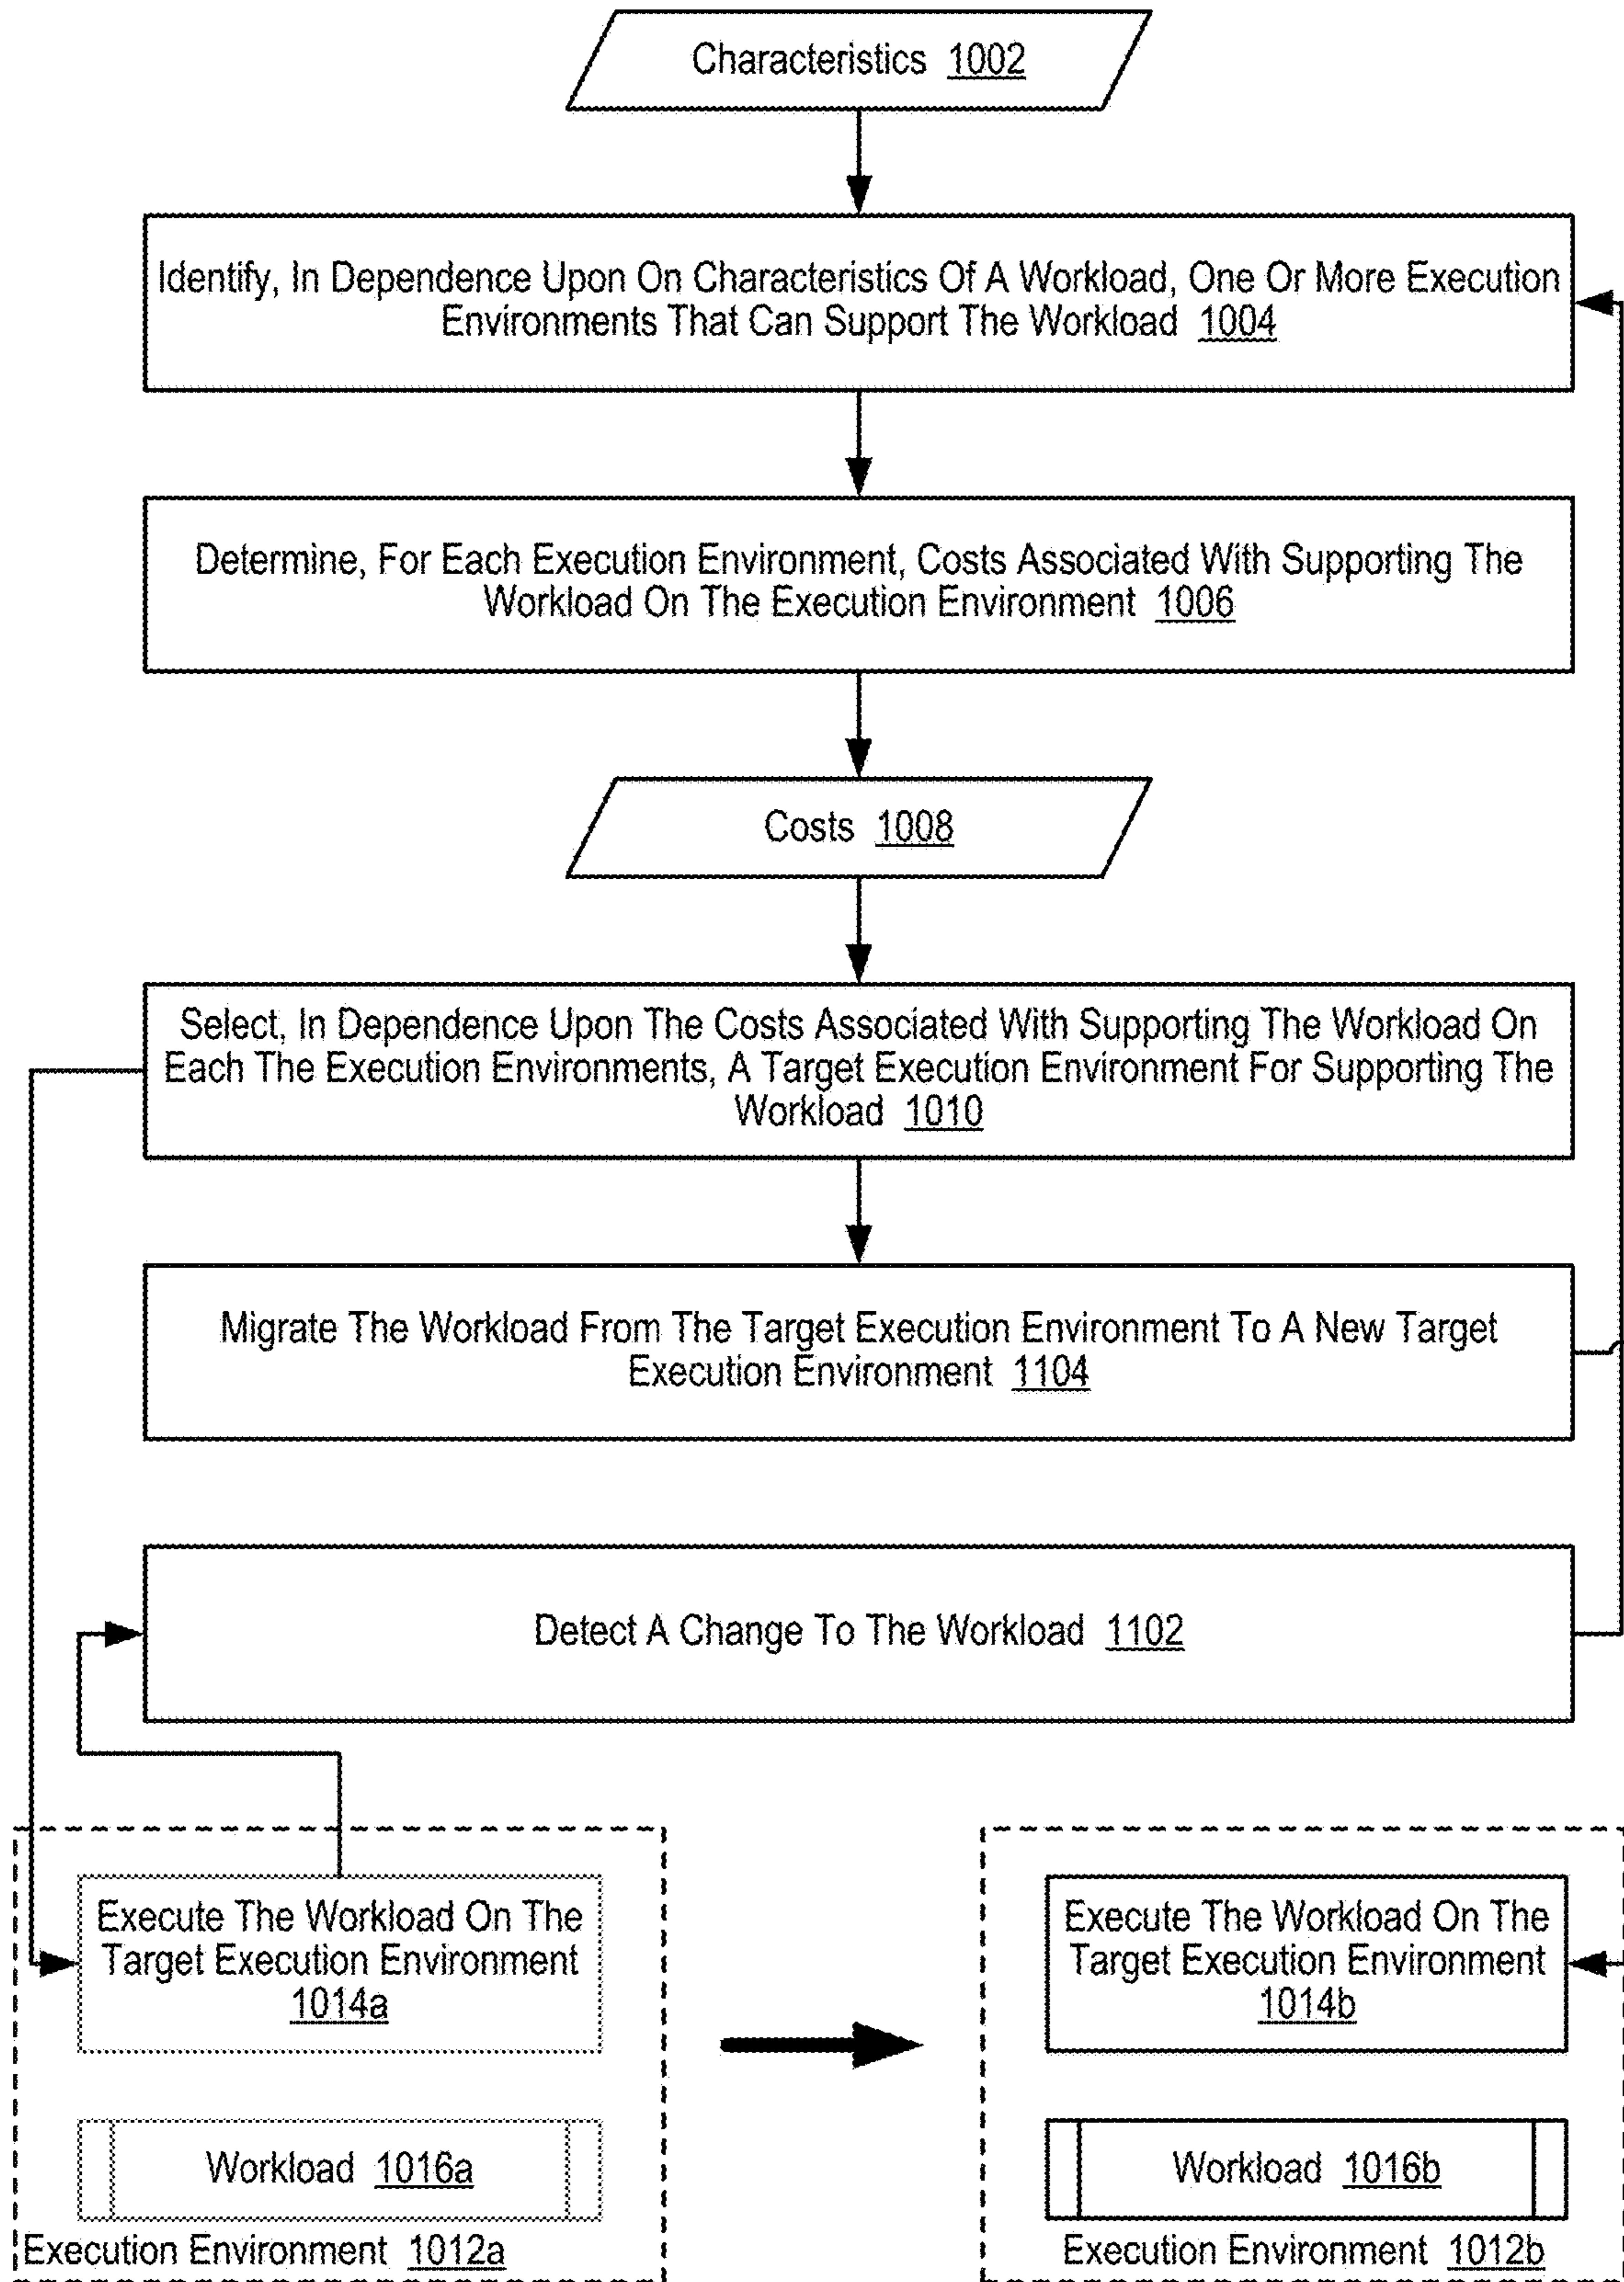 Characteristics 1002
Identify, In Dependence Upon On Characteristics Of A Workload, One Or More Execution
Environments That Can Support The Workload 1004
Determine, For Each Execution Environment, Costs Associated With Supporting The
Workload On The Execution Environment 1006
Costs 1008
Select, In Dependence Upon The Costs Associated With Supporting The Workload On
Each The Execution Environments, A Target Execution Environment For Supporting The
Workload 1010
Migrate The Workload From The Target Execution Environment To A New Target
Execution Environment 1104
Detect A Change To The Workload 1102
Execute The Workload On The
Target Execution Environment
1014a
Workload 1016a
Execution Environment 1012a
Execute The Workload On The
Target Execution Environment
1014b
Workload 1016b
Execution Environment 1012b